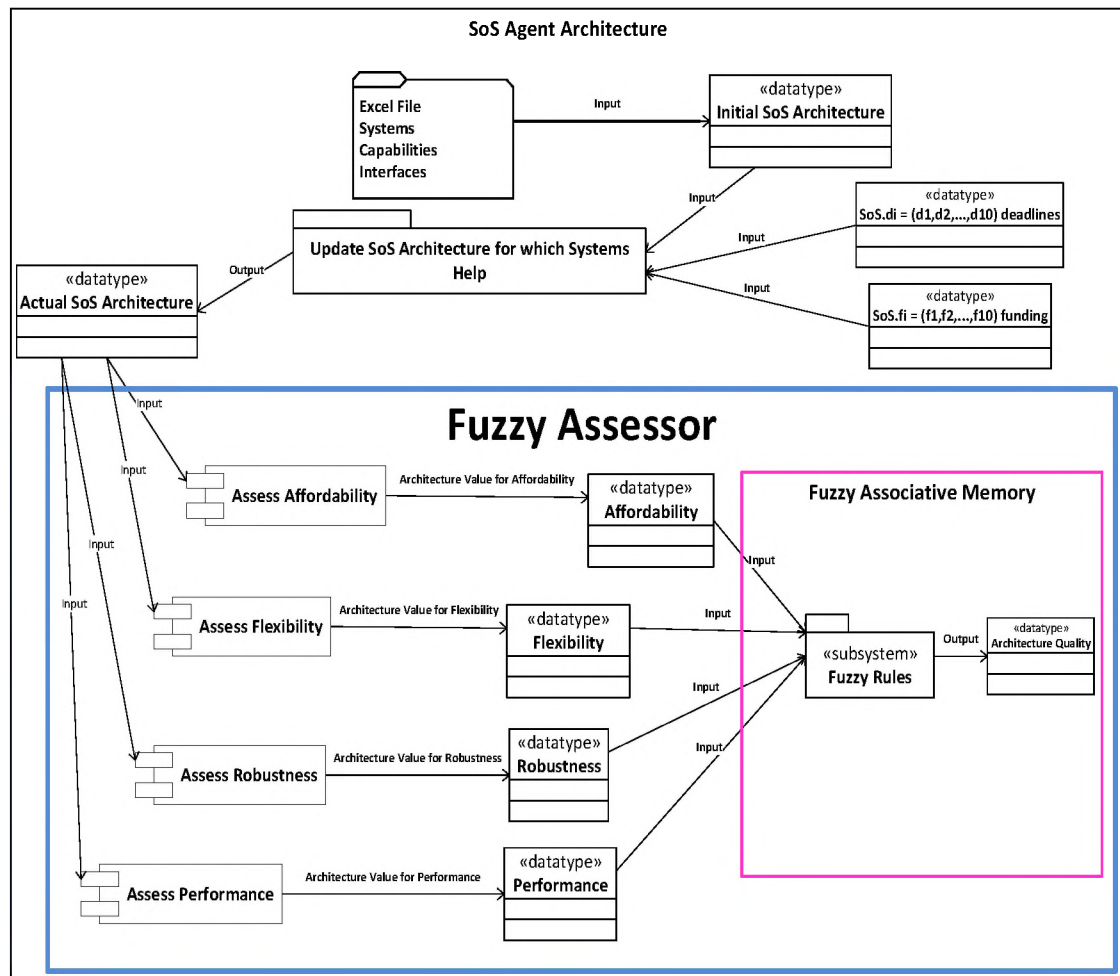 SoS Agent Architecture
Excel File
Systems
Capabilities
Interfaces
Input
«datatype»
Initial SoS Architecture
Input
«datatype»
SoS.di = (d1,d2,...,d10) deadlines
Input
Update SoS Architecture for which Systems
Help
Output
«datatype»
Actual SoS Architecture
Input
«datatype»
SoS.fi = (f1,f2,...,f10) funding
Fuzzy Assessor
Input
Input
Input
Input
Assess Affordability
Architecture Value for Affordability
«datatype»
Affordability
Fuzzy Associative Memory
Input
Assess Flexibility
Architecture Value for Flexibility
«datatype»
Flexibility
Input
«subsystem»
Fuzzy Rules
Output
«datatype»
Architecture Quality
Assess Robustness
Architecture Value for Robustness
«datatype»
Robustness
Input
Input
Assess Performance
Architecture Value for Performance
«datatype»
Performance